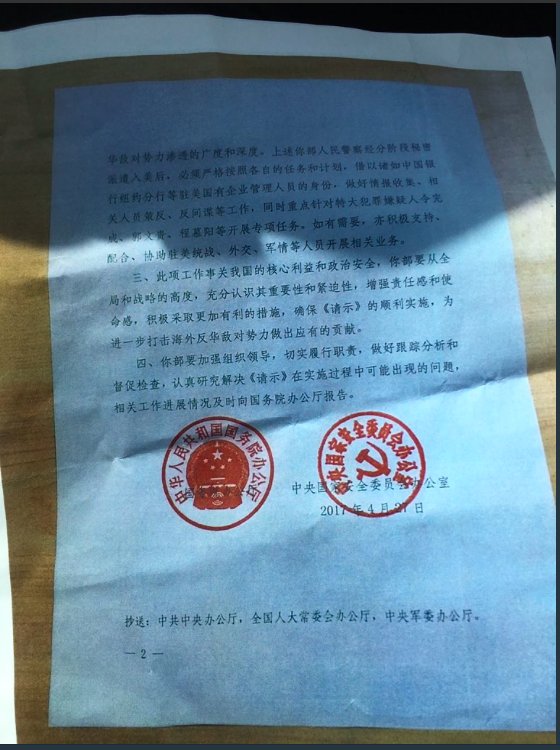 华敌对势力渗透的广度和深度。上述你部人民警察经分阶段秘密
派遣入美后，必须严格按照各自的任务和计划，借以诸如中国银
行纽约分行等驻美国有企业管理人员的身份，做好情报收集、相
关人员策反、反间谍等工作，同时重点针对特大犯罪嫌疑人令完
成、郭文贵、程慕阳等开展专项任务。如有需要，亦积极支持、
配合、协助驻美统战、外交、军情等人员开展相关业务。
三、此项工作事关我国的核心利益和政治安全，你部要从全
局和战略的高度，充分认识其重要性和紧迫性，增强责任感和使
命感，积极采取更加有利的措施，确保《请示》的顺利实施，为
进一步打击海外反华敌对势力做出应有的贡献。
四、你部要加强组织领导，切实履行职责，做好跟踪分析和
督促检查，认真研究解决《请示》在实施过程中可能出现的问题，
相关工作进展情况及时向国务院办公厅报告。
中华人民共和国国务院办公厅
中央国家安全委员会办公室
中央国家安全委员会办公室
2017年4月27日
抄送：中共中央办公厅，全国人大常委会办公厅，中央军委办公厅。
— 2 —